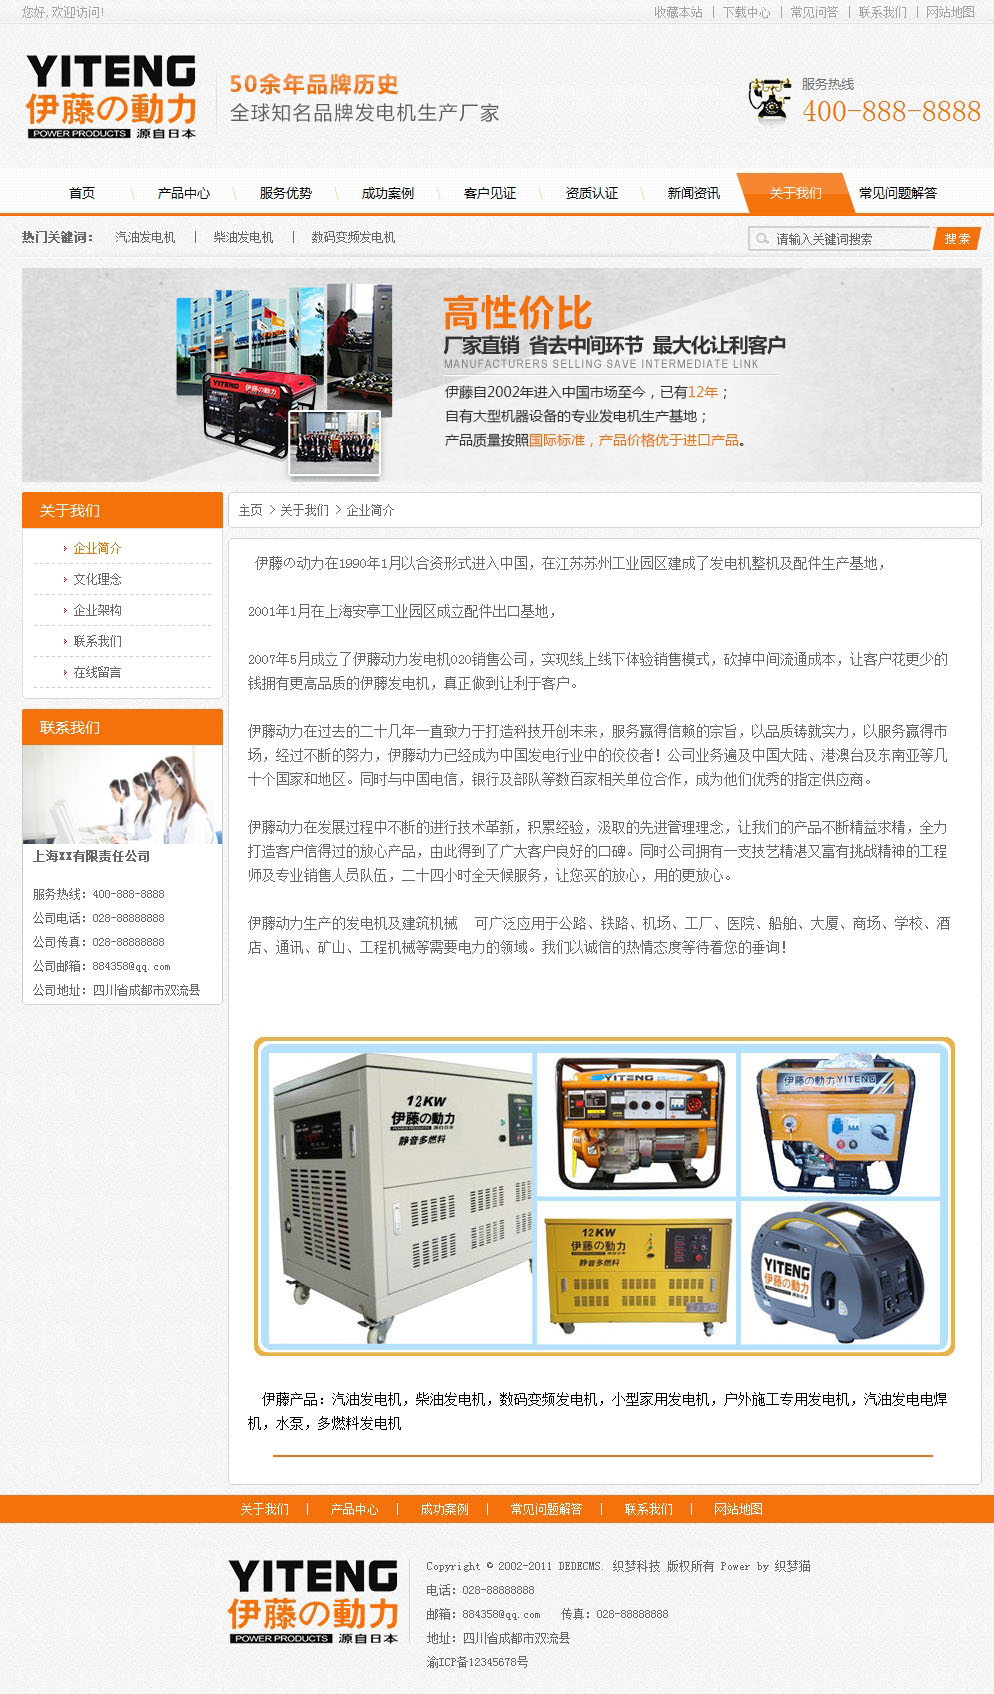 您好,欢迎访问!
收藏本站 | 下载中心 | 常见问答 | 联系我们 | 网站地图
YITENG
伊藤の動力
POWER PRODUCTS 源自日本
50余年品牌历史
全球知名品牌发电机生产厂家
服务热线
400-888-8888
首页 产品中心 服务优势 成功案例 客户见证 资质认证 新闻资讯 关于我们 常见问题解答
热门关键词: 汽油发电机 | 柴油发电机 | 数码变频发电机
请输入关键词搜索 搜索
高性价比
厂家直销 省去中间环节 最大化让利客户
MANUFACTURERS SELLING SAVE INTERMEDIATE LINK
伊藤自2002年进入中国市场至今，已有12年；
自有大型机器设备的专业发电机生产基地；
产品质量按照国际标准，产品价格优于进口产品。
YITENG 伊藤の動力
关于我们
企业简介
文化理念
企业架构
联系我们
在线留言
联系我们
上海XX有限责任公司
服务热线: 400-888-8888
公司电话: 028-88888888
公司传真: 028-88888888
公司邮箱: 884358@qq.com
公司地址: 四川省成都市双流县
主页 > 关于我们 > 企业简介
伊藤の动力在1990年1月以合资形式进入中国，在江苏苏州工业园区建成了发电机整机及配件生产基地，
2001年1月在上海安亭工业园区成立配件出口基地，
2007年5月成立了伊藤动力发电机O2O销售公司，实现线上线下体验销售模式，砍掉中间流通成本，让客户花更少的
钱拥有更高品质的伊藤发电机，真正做到让利于客户。
伊藤动力在过去的二十几年一直致力于打造科技开创未来，服务赢得信赖的宗旨，以品质铸就实力，以服务赢得市
场，经过不断的努力，伊藤动力已经成为中国发电行业中的佼佼者！公司业务遍及中国大陆、港澳台及东南亚等几
十个国家和地区。同时与中国电信，银行及部队等数百家相关单位合作，成为他们优秀的指定供应商。
伊藤动力在发展过程中不断的进行技术革新，积累经验，汲取的先进管理理念，让我们的产品不断精益求精，全力
打造客户信得过的放心产品，由此得到了广大客户良好的口碑。同时公司拥有一支技艺精湛又富有挑战精神的工程
师及专业销售人员队伍，二十四小时全天候服务，让您买的放心，用的更放心。
伊藤动力生产的发电机及建筑机械 可广泛应用于公路、铁路、机场、工厂、医院、船舶、大厦、商场、学校、酒
店、通讯、矿山、工程机械等需要电力的领域。我们以诚信的热情态度等待着您的垂询！
12KW
伊藤の動力
POWER PRODUCTS 源自日本
静音多燃料
YITENG
伊藤の動力YITENG
12KW
伊藤の動力
静音多燃料
YITENG
伊藤の動力
伊藤产品：汽油发电机，柴油发电机，数码变频发电机，小型家用发电机，户外施工专用发电机，汽油发电电焊
机，水泵，多燃料发电机
关于我们 | 产品中心 | 成功案例 | 常见问题解答 | 联系我们 | 网站地图
YITENG
伊藤の動力
POWER PRODUCTS 源自日本
Copyright © 2002-2011 DEDECMS. 织梦科技 版权所有 Power by 织梦猫
电话: 028-88888888
邮箱: 884358@qq.com 传真: 028-88888888
地址: 四川省成都市双流县
渝ICP备12345678号